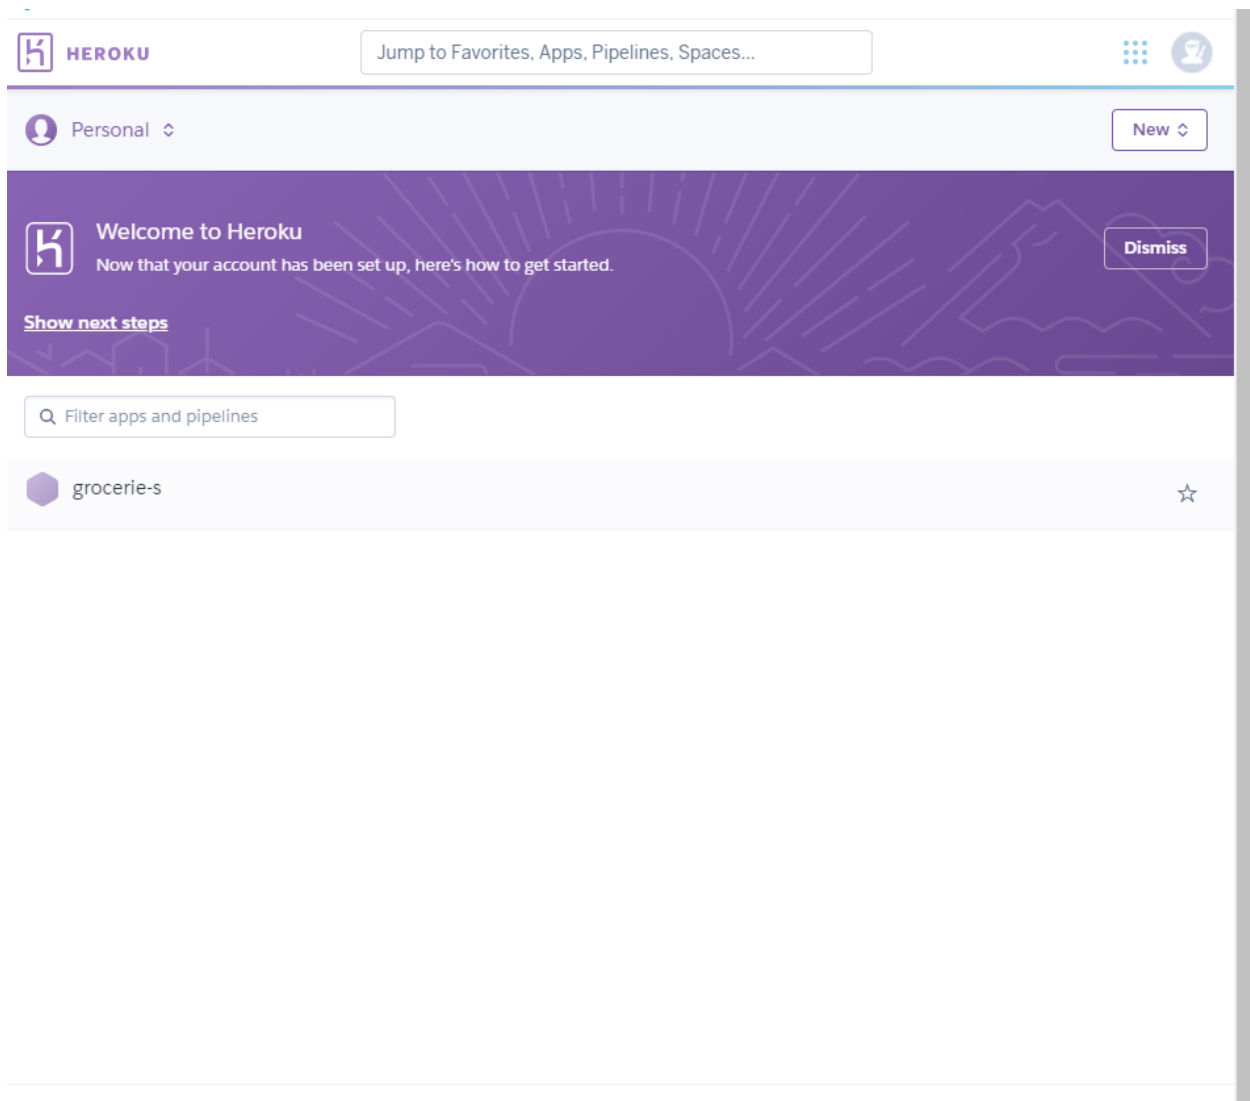 HEROKU
Jump to Favorites, Apps, Pipelines, Spaces...
Personal
New
Welcome to Heroku
Now that your account has been set up, here's how to get started.
Dismiss
Show next steps
Filter apps and pipelines
grocerie-s